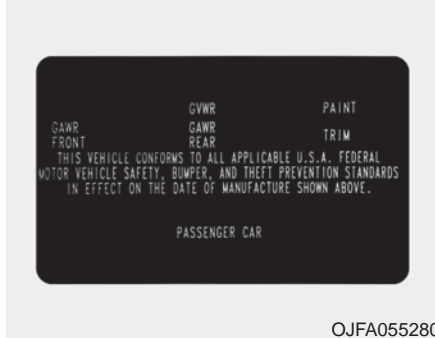 GVWR PAINT
GAWR FRONT GAWR REAR TRIM
THIS VEHICLE CONFORMS TO ALL APPLICABLE U.S.A. FEDERAL
MOTOR VEHICLE SAFETY, BUMPER, AND THEFT PREVENTION STANDARDS
IN EFFECT ON THE DATE OF MANUFACTURE SHOWN ABOVE.
PASSENGER CAR
OJFA055280